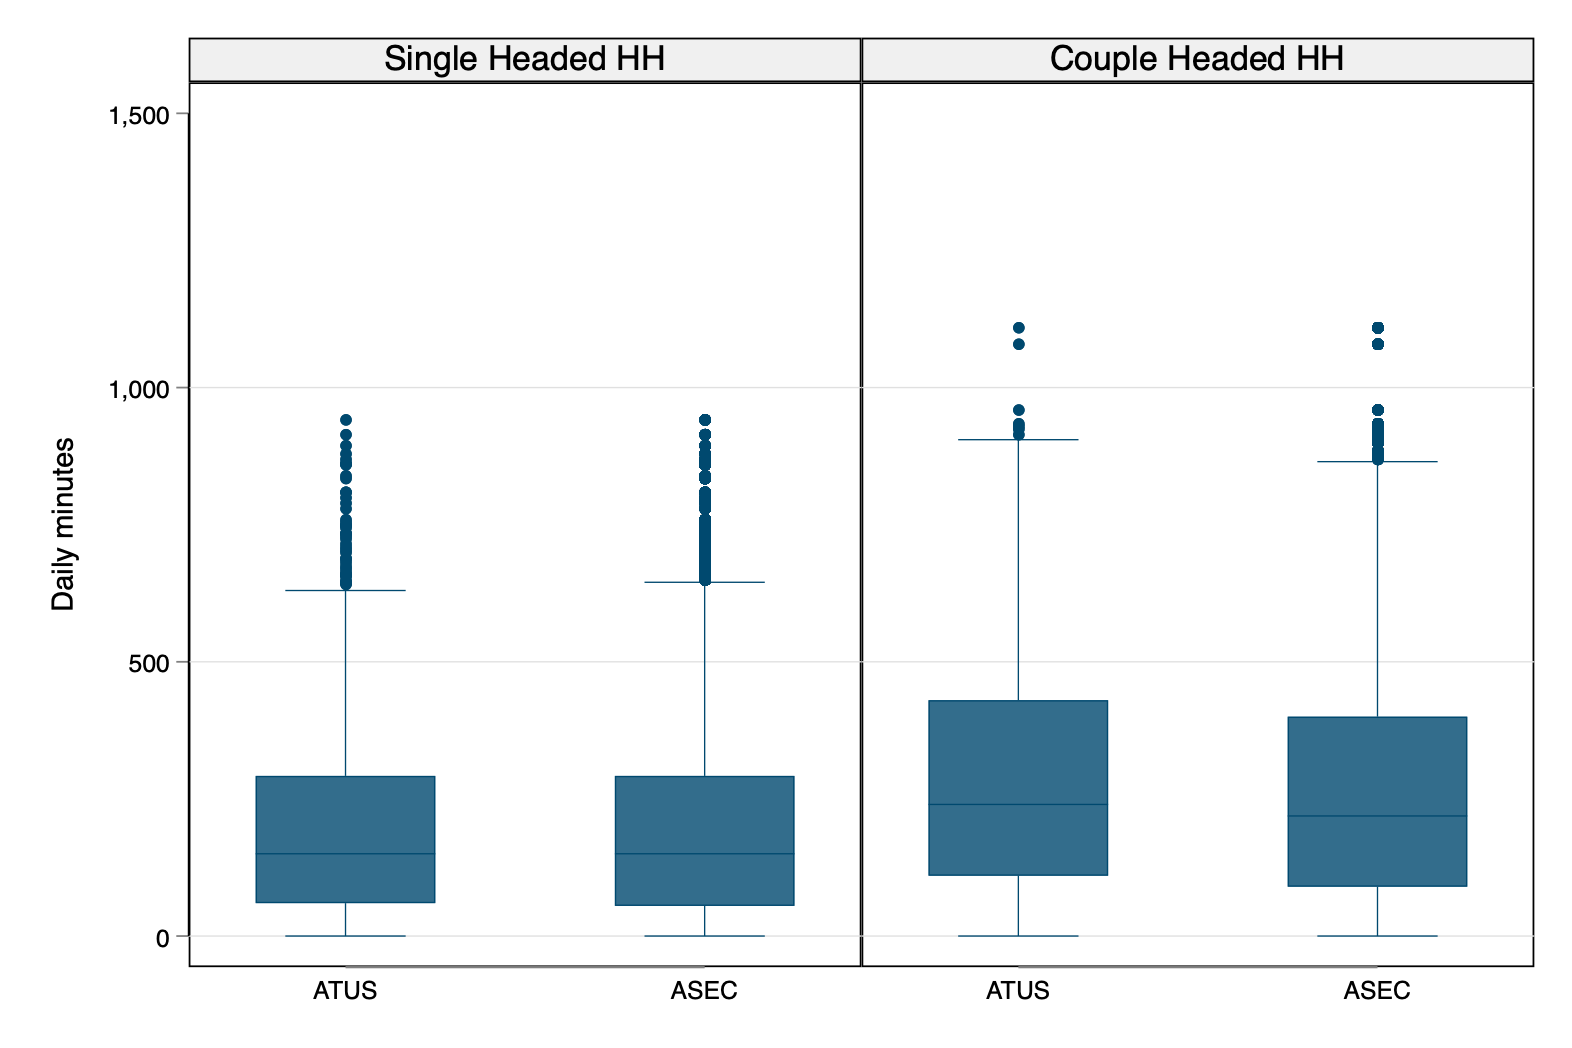 Single Headed HH
Couple Headed HH
1,500
1,000
500
0
Daily minutes
ATUS
ASEC
ATUS
ASEC